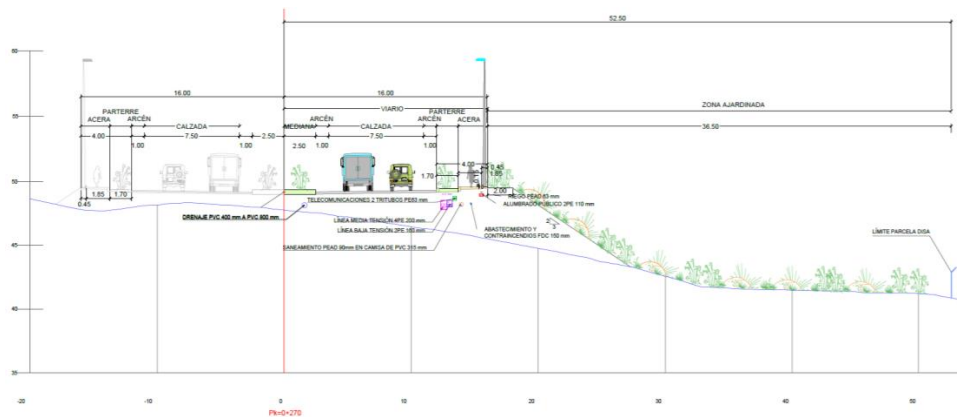 52.50
60
16.00
16.00
VIARIO
ZONA AJARDINADA
PARTERRE
ACERA
ARCÉN
CALZADA
MEDIANA
ARCÉN
CALZADA
ARCÉN
PARTERRE
ACERA
4.00
7.50
2.50
2.50
7.50
36.50
1.00
1.00
1.00
1.00
55
4.00
0.45
1.70
1.85
50
2.00
1.85
1.70
0.45
TELECOMUNICACIONES 2 TRITUBOS PE63 mm
RIEGO PEAD 63 mm
ALUMBRADO PÚBLICO 2PE 110 mm
DRENAJE PVC 400 mm A PVC 800 mm
LÍNEA MEDIA TENSIÓN 4PE 200 mm
LÍNEA BAJA TENSIÓN 2PE 160 mm
ABASTECIMIENTO Y
CONTRAINCENDIOS FDC 150 mm
2
3
SANEAMIENTO PEAD 90mm EN CAMISA DE PVC 315 mm
LÍMITE PARCELA DISA
45
40
35
-20
-10
0
10
20
30
40
50
Pk=0+270